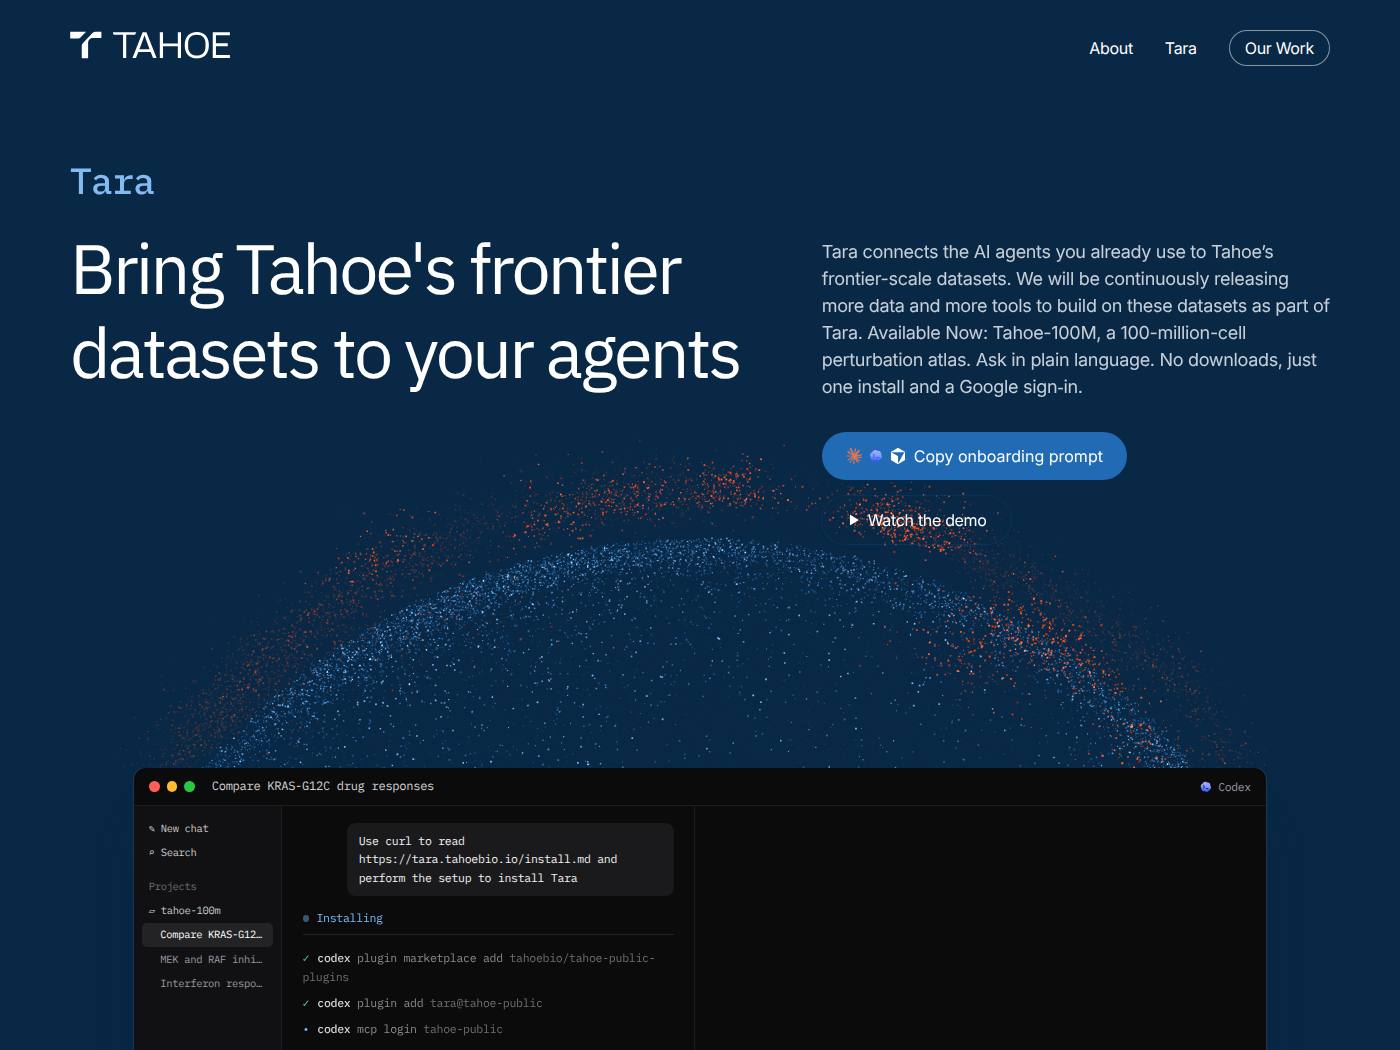 TAHOE
About
Tara
Our Work
Tara
Bring Tahoe's frontier
datasets to your agents
Tara connects the AI agents you already use to Tahoe’s
frontier-scale datasets. We will be continuously releasing
more data and more tools to build on these datasets as part of
Tara. Available Now: Tahoe-100M, a 100-million-cell
perturbation atlas. Ask in plain language. No downloads, just
one install and a Google sign-in.
Copy onboarding prompt
Watch the demo
Compare KRAS-G12C drug responses
Codex
New chat
Search
Projects
tahoe-100m
Compare KRAS-G12…
MEK and RAF inhi…
Interferon respo…
Use curl to read
https://tara.tahoebio.io/install.md and
perform the setup to install Tara
Installing
✓ codex plugin marketplace add tahoebio/tahoe-public-
plugins
✓ codex plugin add tara@tahoe-public
• codex mcp login tahoe-public